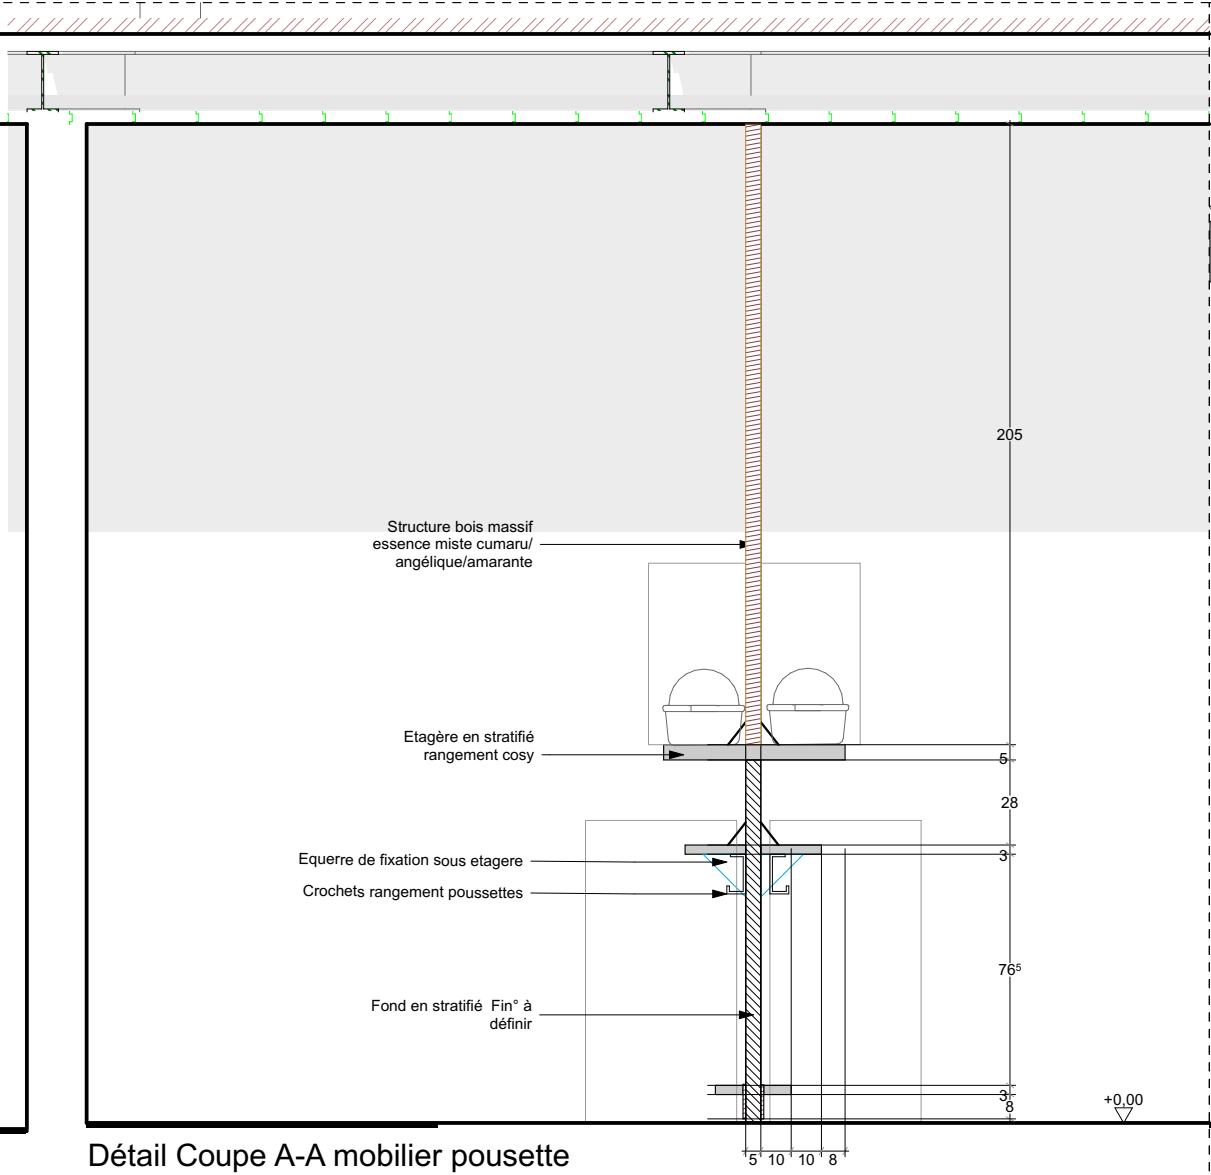 205
Structure bois massif
essence miste cumaru/
angélique/amarante
Etagère en stratifié
rangement cosy
5
28
Equerre de fixation sous etagere
3
Crochets rangement poussettes
76⁵
Fond en stratifié Fin° à
définir
3
8
+0,00
Détail Coupe A-A mobilier pousette
5 10 10 8